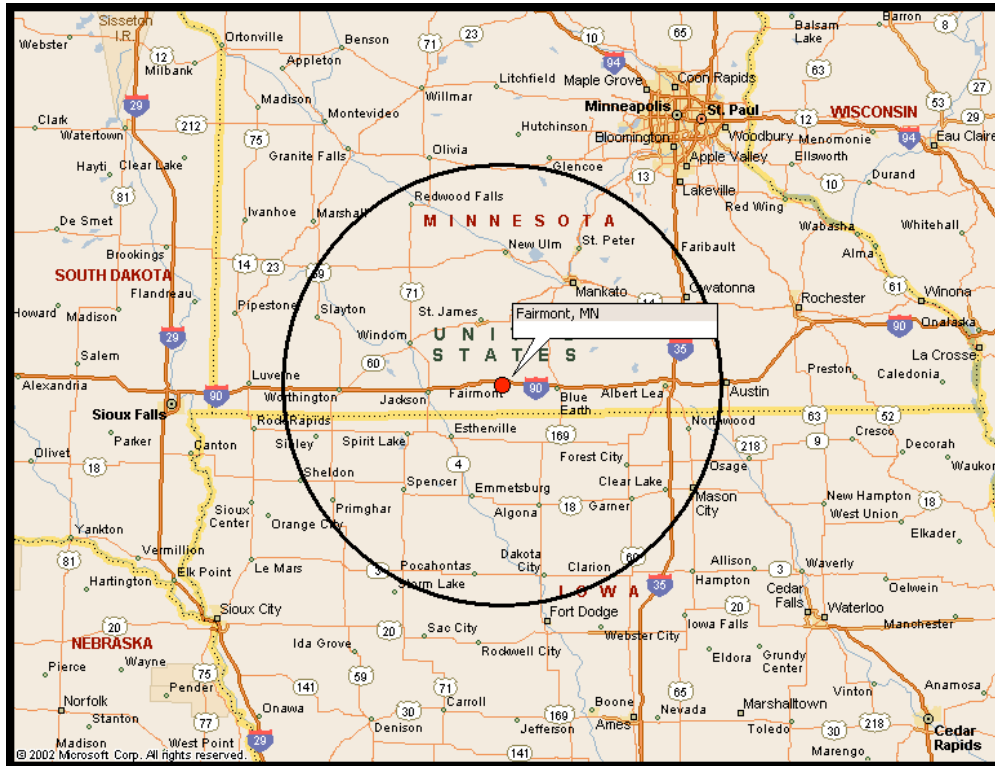 Sisseton
I.R.
Webster
Milbank
Ortonville
Benson
Appleton
Litchfield
Willmar
Maple Grove
Coon Rapids
Balsam
Lake
Barron
Clark
Watertown
Madison
Montevideo
Minneapolis
St. Paul
WISCONSIN
Hutchinson
Bloomington
Woodbury
Menomonie
Eau Claire
Hayti
Clear Lake
Granite Falls
Olivia
Glencoe
Apple Valley
Ellsworth
Durand
Redwood Falls
Lakeville
Red Wing
De Smet
Ivanhoe
Marshall
MINNESOTA
Wabasha
Whitehall
Brookings
New Ulm
St. Peter
Faribault
Alma
SOUTH DAKOTA
Flandreau
Mankato
Owatonna
Rochester
Winona
Howard
Madison
Pipestone
Slayton
St. James
Fairmont, MN
Onalaska
Windom
UNI
STATES
La Crosse
Salem
Preston
Caledonia
Alexandria
Luverne
Worthington
Jackson
Fairmont
Blue
Earth
Albert Lea
Austin
Sioux Falls
Rock Rapids
Sibley
Spirit Lake
Estherville
Northwood
Cresco
Decorah
Parker
Canton
Olivet
Forest City
Osage
Waukon
Sheldon
Spencer
Emmetsburg
Clear Lake
Mason
City
New Hampton
West Union
Sioux
Center
Orange City
Primghar
Algona
Garner
Elkader
Yankton
Vermillion
Elk Point
Le Mars
Pocahontas
Dakota
City
Clarion
Allison
Waverly
Hartington
Storm Lake
Hampton
Oelwein
IOWA
Cedar
Falls
Waterloo
Sioux City
Fort Dodge
Iowa Falls
Manchester
NEBRASKA
Ida Grove
Sac City
Rockwell City
Webster City
Eldora
Grundy
Center
Pierce
Wayne
Pender
Vinton
Anamosa
Norfolk
Stanton
Onawa
Carroll
Boone
Ames
Nevada
Marshalltown
Madison
West Point
Denison
Jefferson
Toledo
Marengo
Cedar
Rapids
© 2002 Microsoft Corp. All rights reserved.